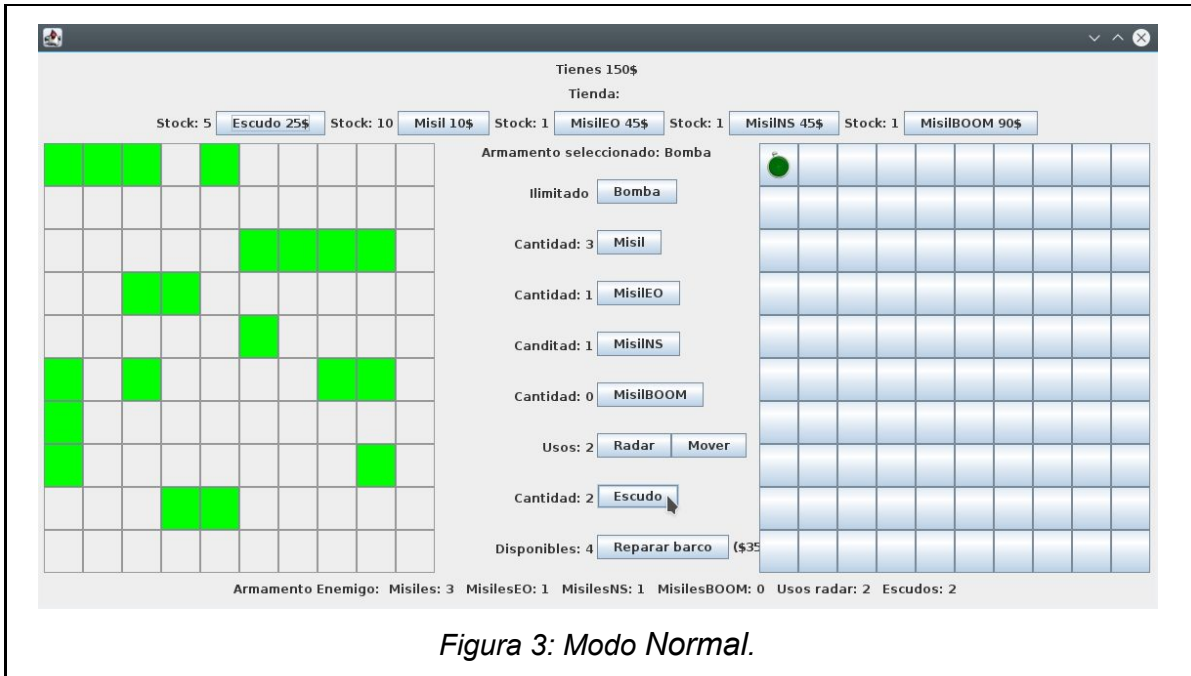 Tienes 150$
Tienda:
Stock: 5 Escudo 25$ Stock: 10 Misil 10$ Stock: 1 MisilEO 45$ Stock: 1 MisilNS 45$ Stock: 1 MisilBOOM 90$
Armamento seleccionado: Bomba
Ilimitado Bomba
Cantidad: 3 Misil
Cantidad: 1 MisilEO
Canditad: 1 MisilNS
Cantidad: 0 MisilBOOM
Usos: 2 Radar Mover
Cantidad: 2 Escudo
Disponibles: 4 Reparar barco ($35
Armamento Enemigo: Misiles: 3 MisilesEO: 1 MisilesNS: 1 MisilesBOOM: 0 Usos radar: 2 Escudos: 2
Figura 3: Modo Normal.